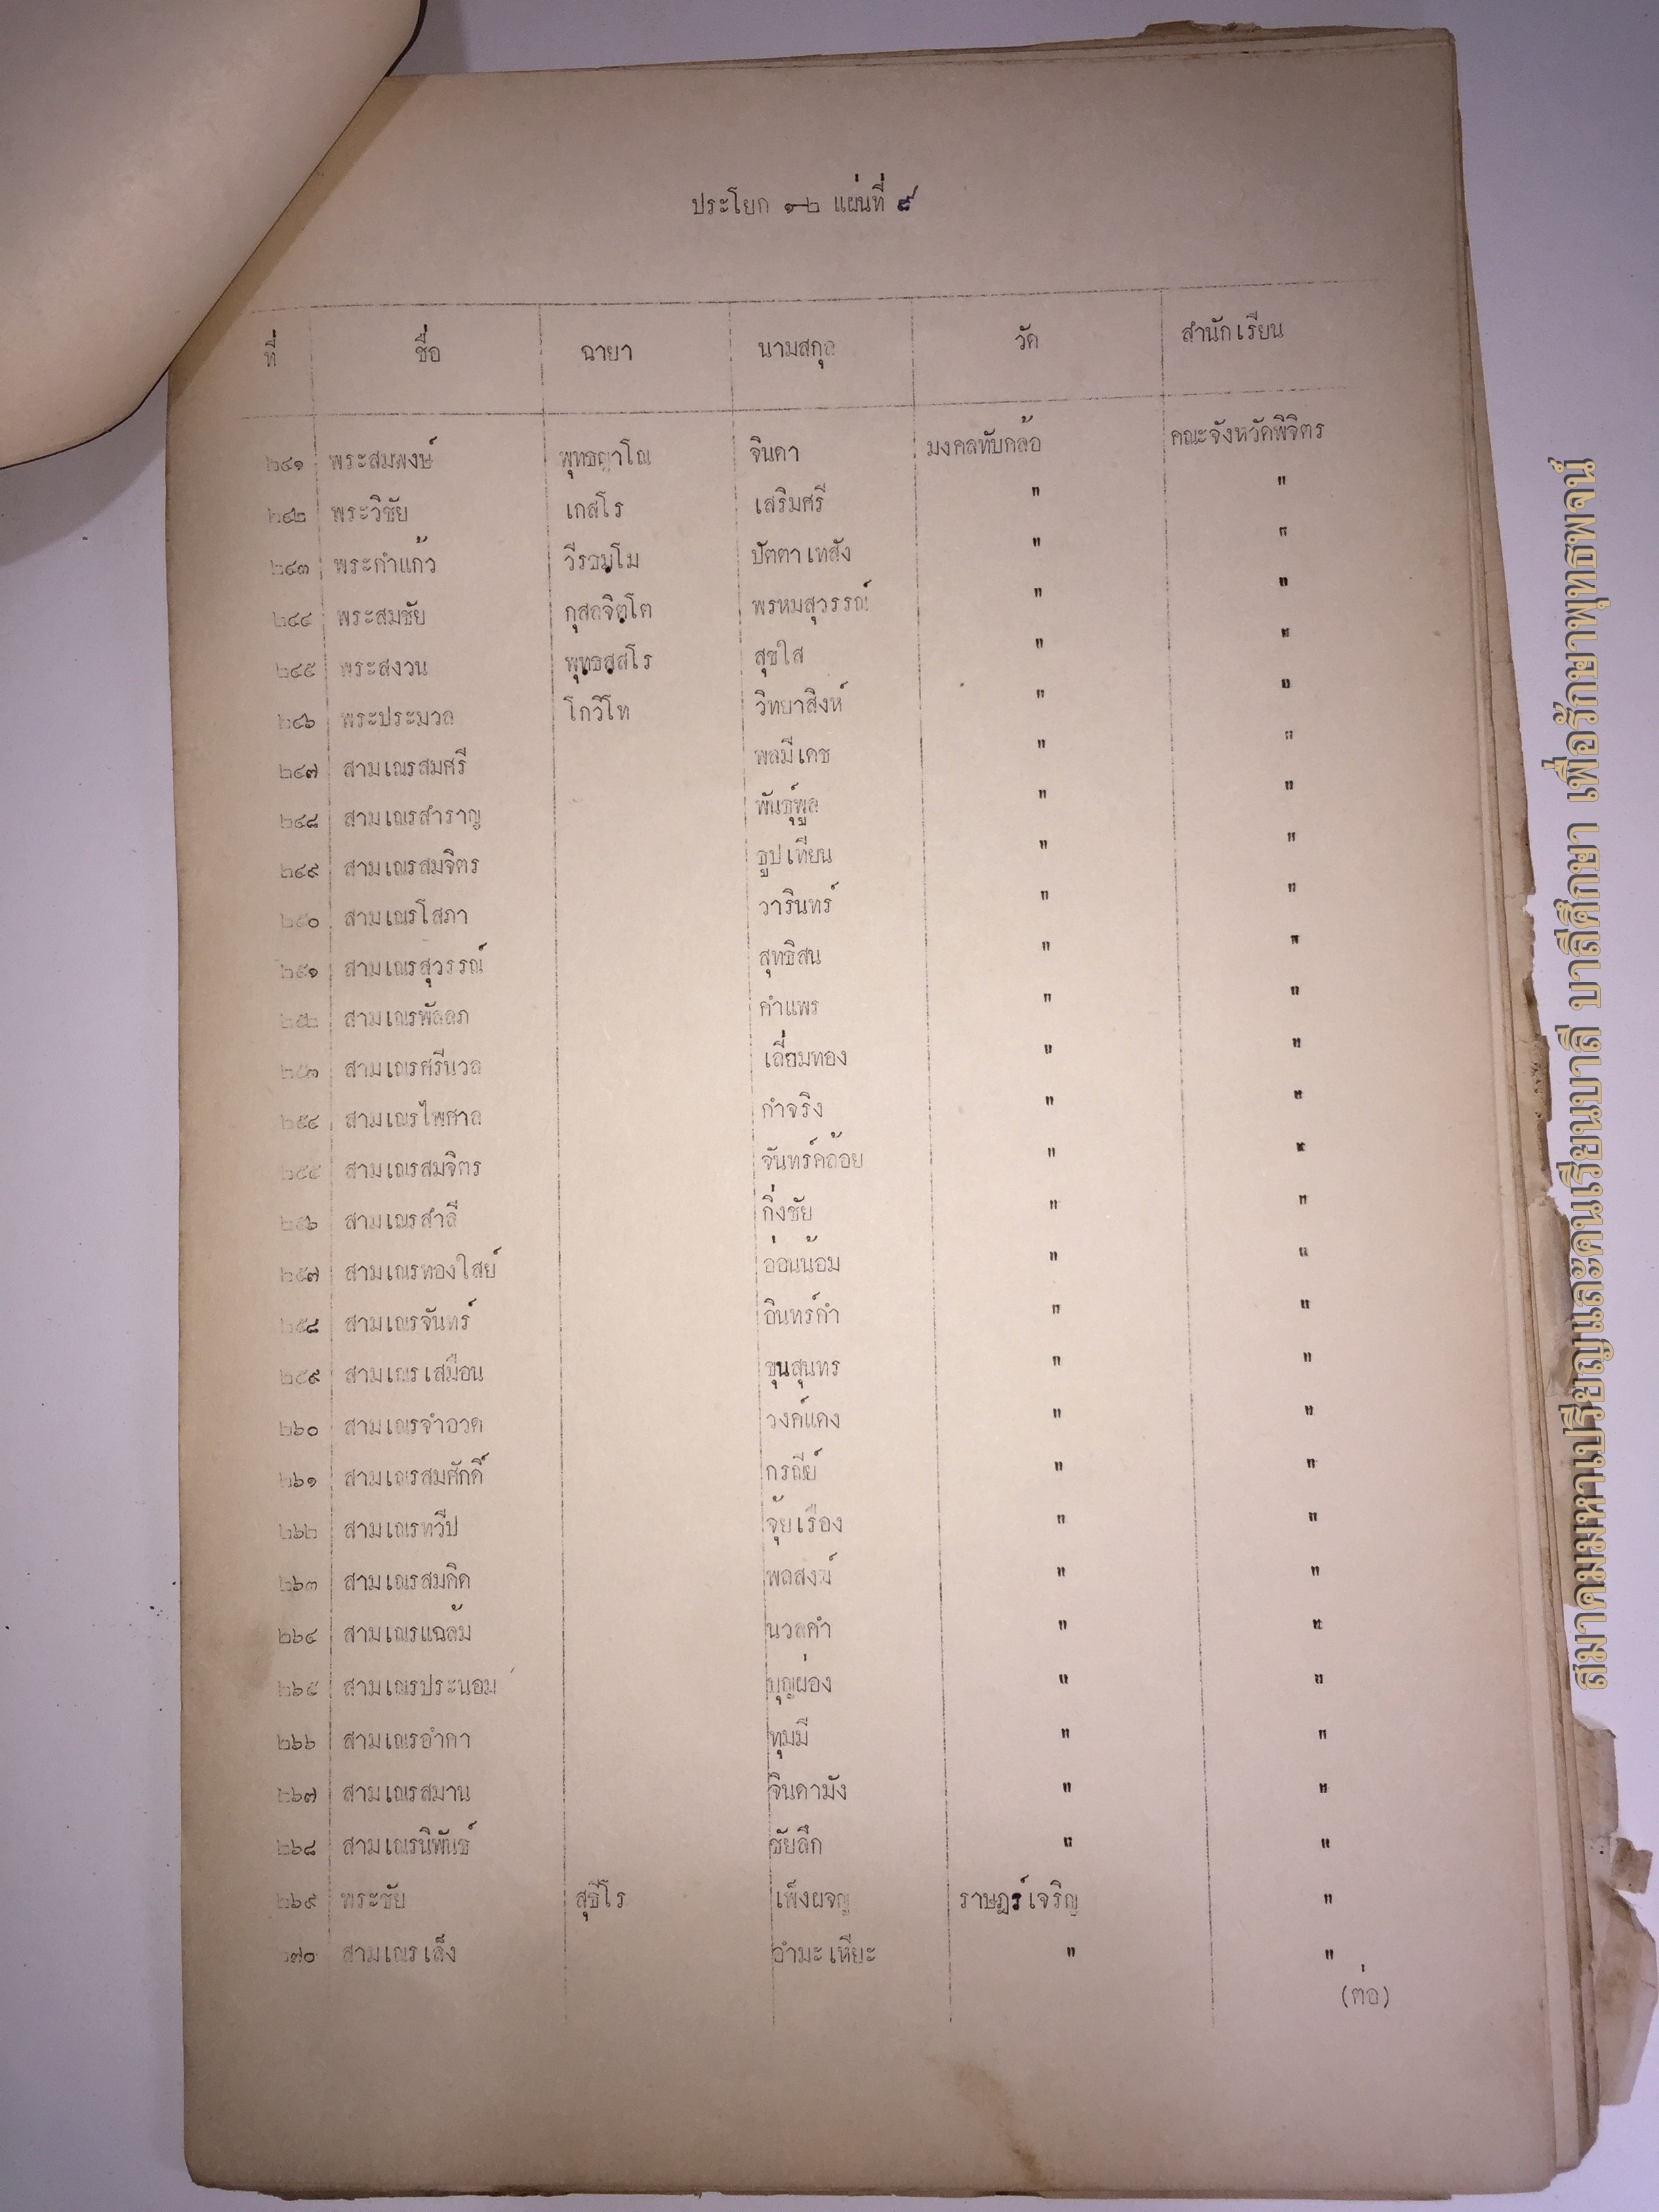 ประโยค ๑-๒ แผ่นที่ ๙
ที่ ชื่อ ฉายา นามสกุล วัด สำนักเรียน
๒๔๑ พระสมพงษ์ พุทธญาโณ จินดา มงคลทับคล้อ คณะจังหวัดพิจิตร
๒๔๒ พระวิชัย เกสโร เสริมศรี " "
๒๔๓ พระกำแก้ว วีรธมฺโม ปัตตาเทสัง " "
๒๔๔ พระสมชัย กุสลจิตฺโต พรหมสุวรรณ์ " "
๒๔๕ พระสงวน พุทธสฺสโร สุขใส " "
๒๔๖ พระประมวล โกวิโท วิทยาสิงห์ " "
๒๔๗ สามเณรสมศรี พลมีเดช " "
๒๔๘ สามเณรสำราญ พันธุ์พูล " "
๒๔๙ สามเณรสมจิตร ธูปเทียน " "
๒๕๐ สามเณรโสภา วารินทร์ " "
๒๕๑ สามเณรสุวรรณ์ สุทธิสน " "
๒๕๒ สามเณรพัลลภ คำแพร " "
๒๕๓ สามเณรศรีนวล เลี่ยมทอง " "
๒๕๔ สามเณรไพศาล กำจริง " "
๒๕๕ สามเณรสมจิตร จันทร์คล้อย " "
๒๕๖ สามเณรสำลี กิ่งชัย " "
๒๕๗ สามเณรทองใสย์ อ่อนน้อม " "
๒๕๘ สามเณรจันทร์ อินทร์กำ " "
๒๕๙ สามเณรเสมือน ขุนสุนทร " "
๒๖๐ สามเณรจำอวด วงค์แดง " "
๒๖๑ สามเณรสมศักดิ์ กรณีย์ " "
๒๖๒ สามเณรทวีป จุ้ยเรือง " "
๒๖๓ สามเณรสมคิด พลสงฆ์ " "
๒๖๔ สามเณรแฉล้ม นวลคำ " "
๒๖๕ สามเณรประนอม บุญผ่อง " "
๒๖๖ สามเณรอำคา ทุมมี " "
๒๖๗ สามเณรสมาน จินดามัง " "
๒๖๘ สามเณรนิพันธ์ ชัยลึก " "
๒๖๙ พระชัย สุธีโร เพ็งผจญ ราษฎร์เจริญ "
๒๗๐ สามเณรเล็ง อำมะเหียะ " "
(ต่อ)
สมาคมมหาเปรียญและคนเรียนบาลี บาลีศึกษา เพื่อรักษาพุทธพจน์